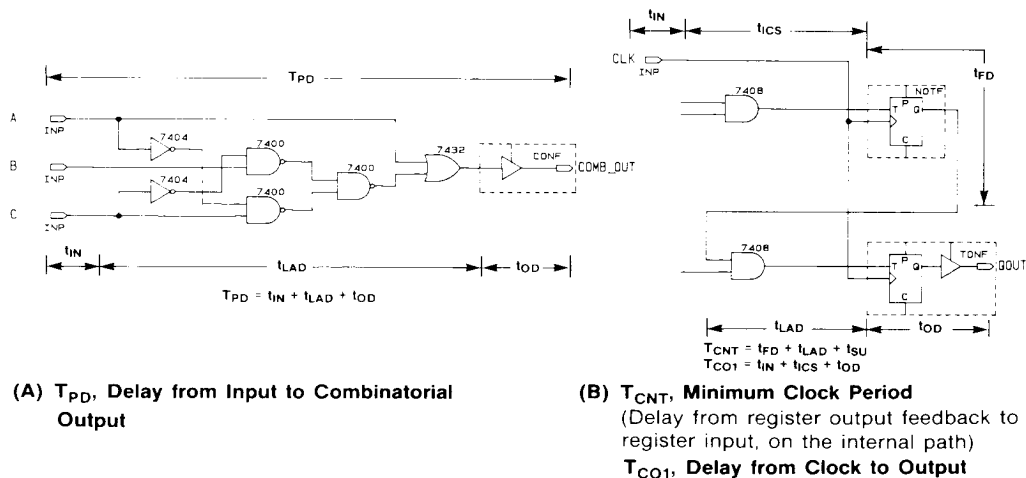 tIN
tICS
TPD
CLK
INP
tFD
7408
NOTF
T P Q
C
A
INP
7404
7400
7432
CONF
COMB_OUT
B
INP
7400
7404
7400
C
INP
7408
T P Q
C
TONF
QOUT
tIN
tLAD
tOD
TPD = tIN + tLAD + tOD
tLAD
tOD
TCNT = tFD + tLAD + tSU
TCO1 = tIN + tICS + tOD
(A) TPD, Delay from Input to Combinatorial
Output
(B) TCNT, Minimum Clock Period
(Delay from register output feedback to
register input, on the internal path)
TCO1, Delay from Clock to Output